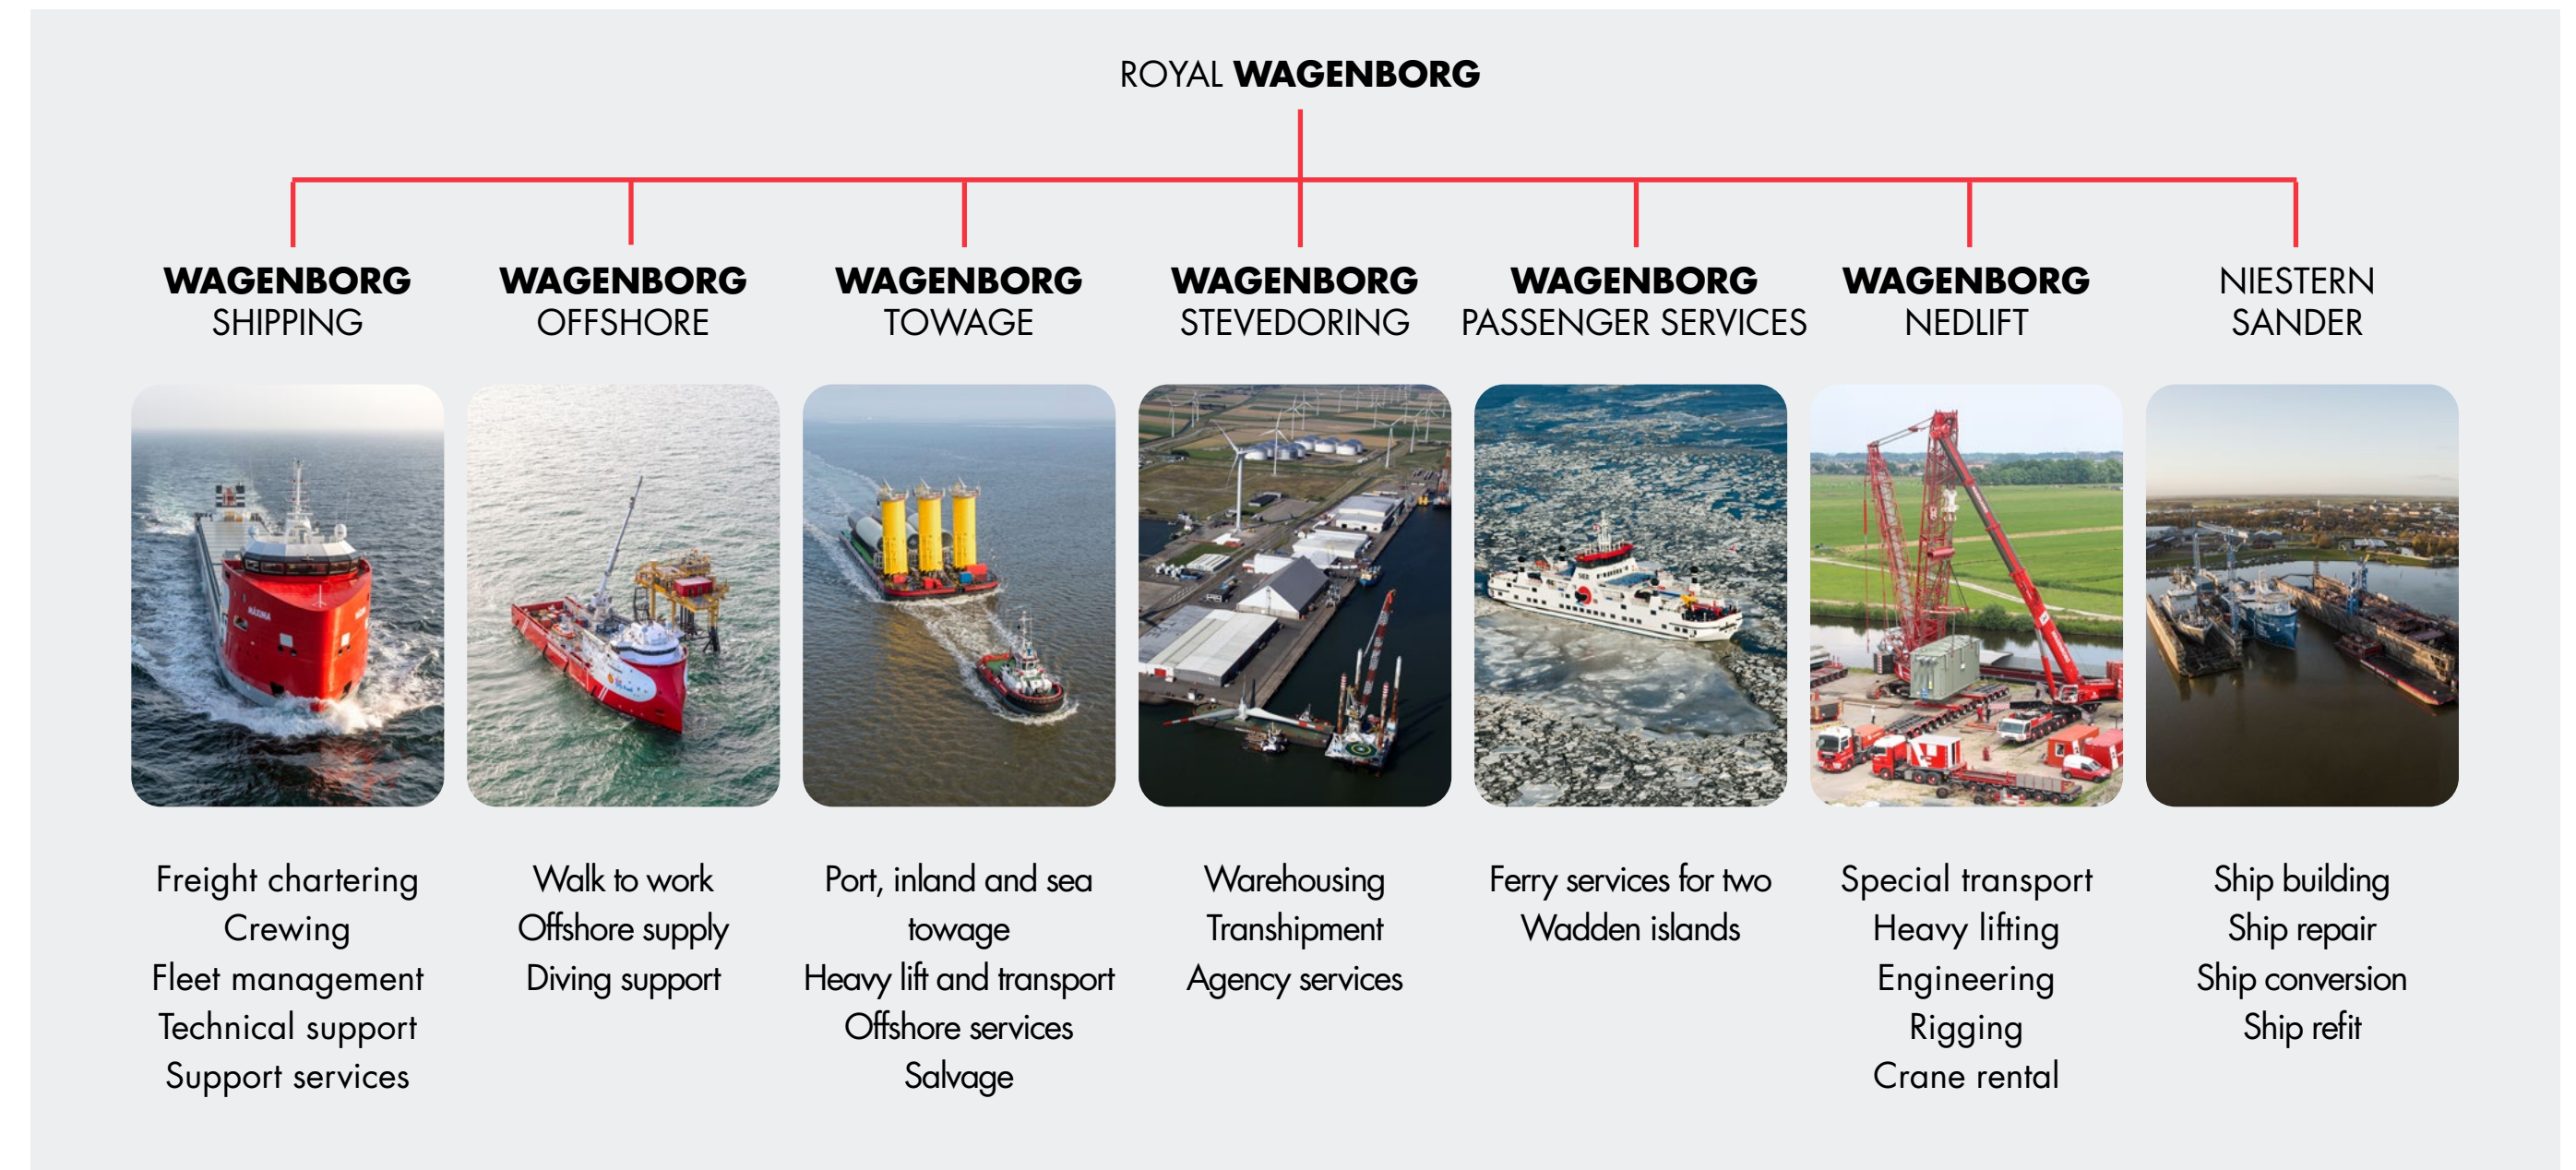 ROYAL WAGENBORG
WAGENBORG
SHIPPING
WAGENBORG
OFFSHORE
WAGENBORG
TOWAGE
WAGENBORG
STEVEDORING
WAGENBORG
PASSENGER SERVICES
WAGENBORG
NEDLIFT
NIESTERN
SANDER
MÁXIMA
SIER
Freight chartering
Crewing
Fleet management
Technical support
Support services
Walk to work
Offshore supply
Diving support
Port, inland and sea
towage
Heavy lift and transport
Offshore services
Salvage
Warehousing
Transhipment
Agency services
Ferry services for two
Wadden islands
Special transport
Heavy lifting
Engineering
Rigging
Crane rental
Ship building
Ship repair
Ship conversion
Ship refit